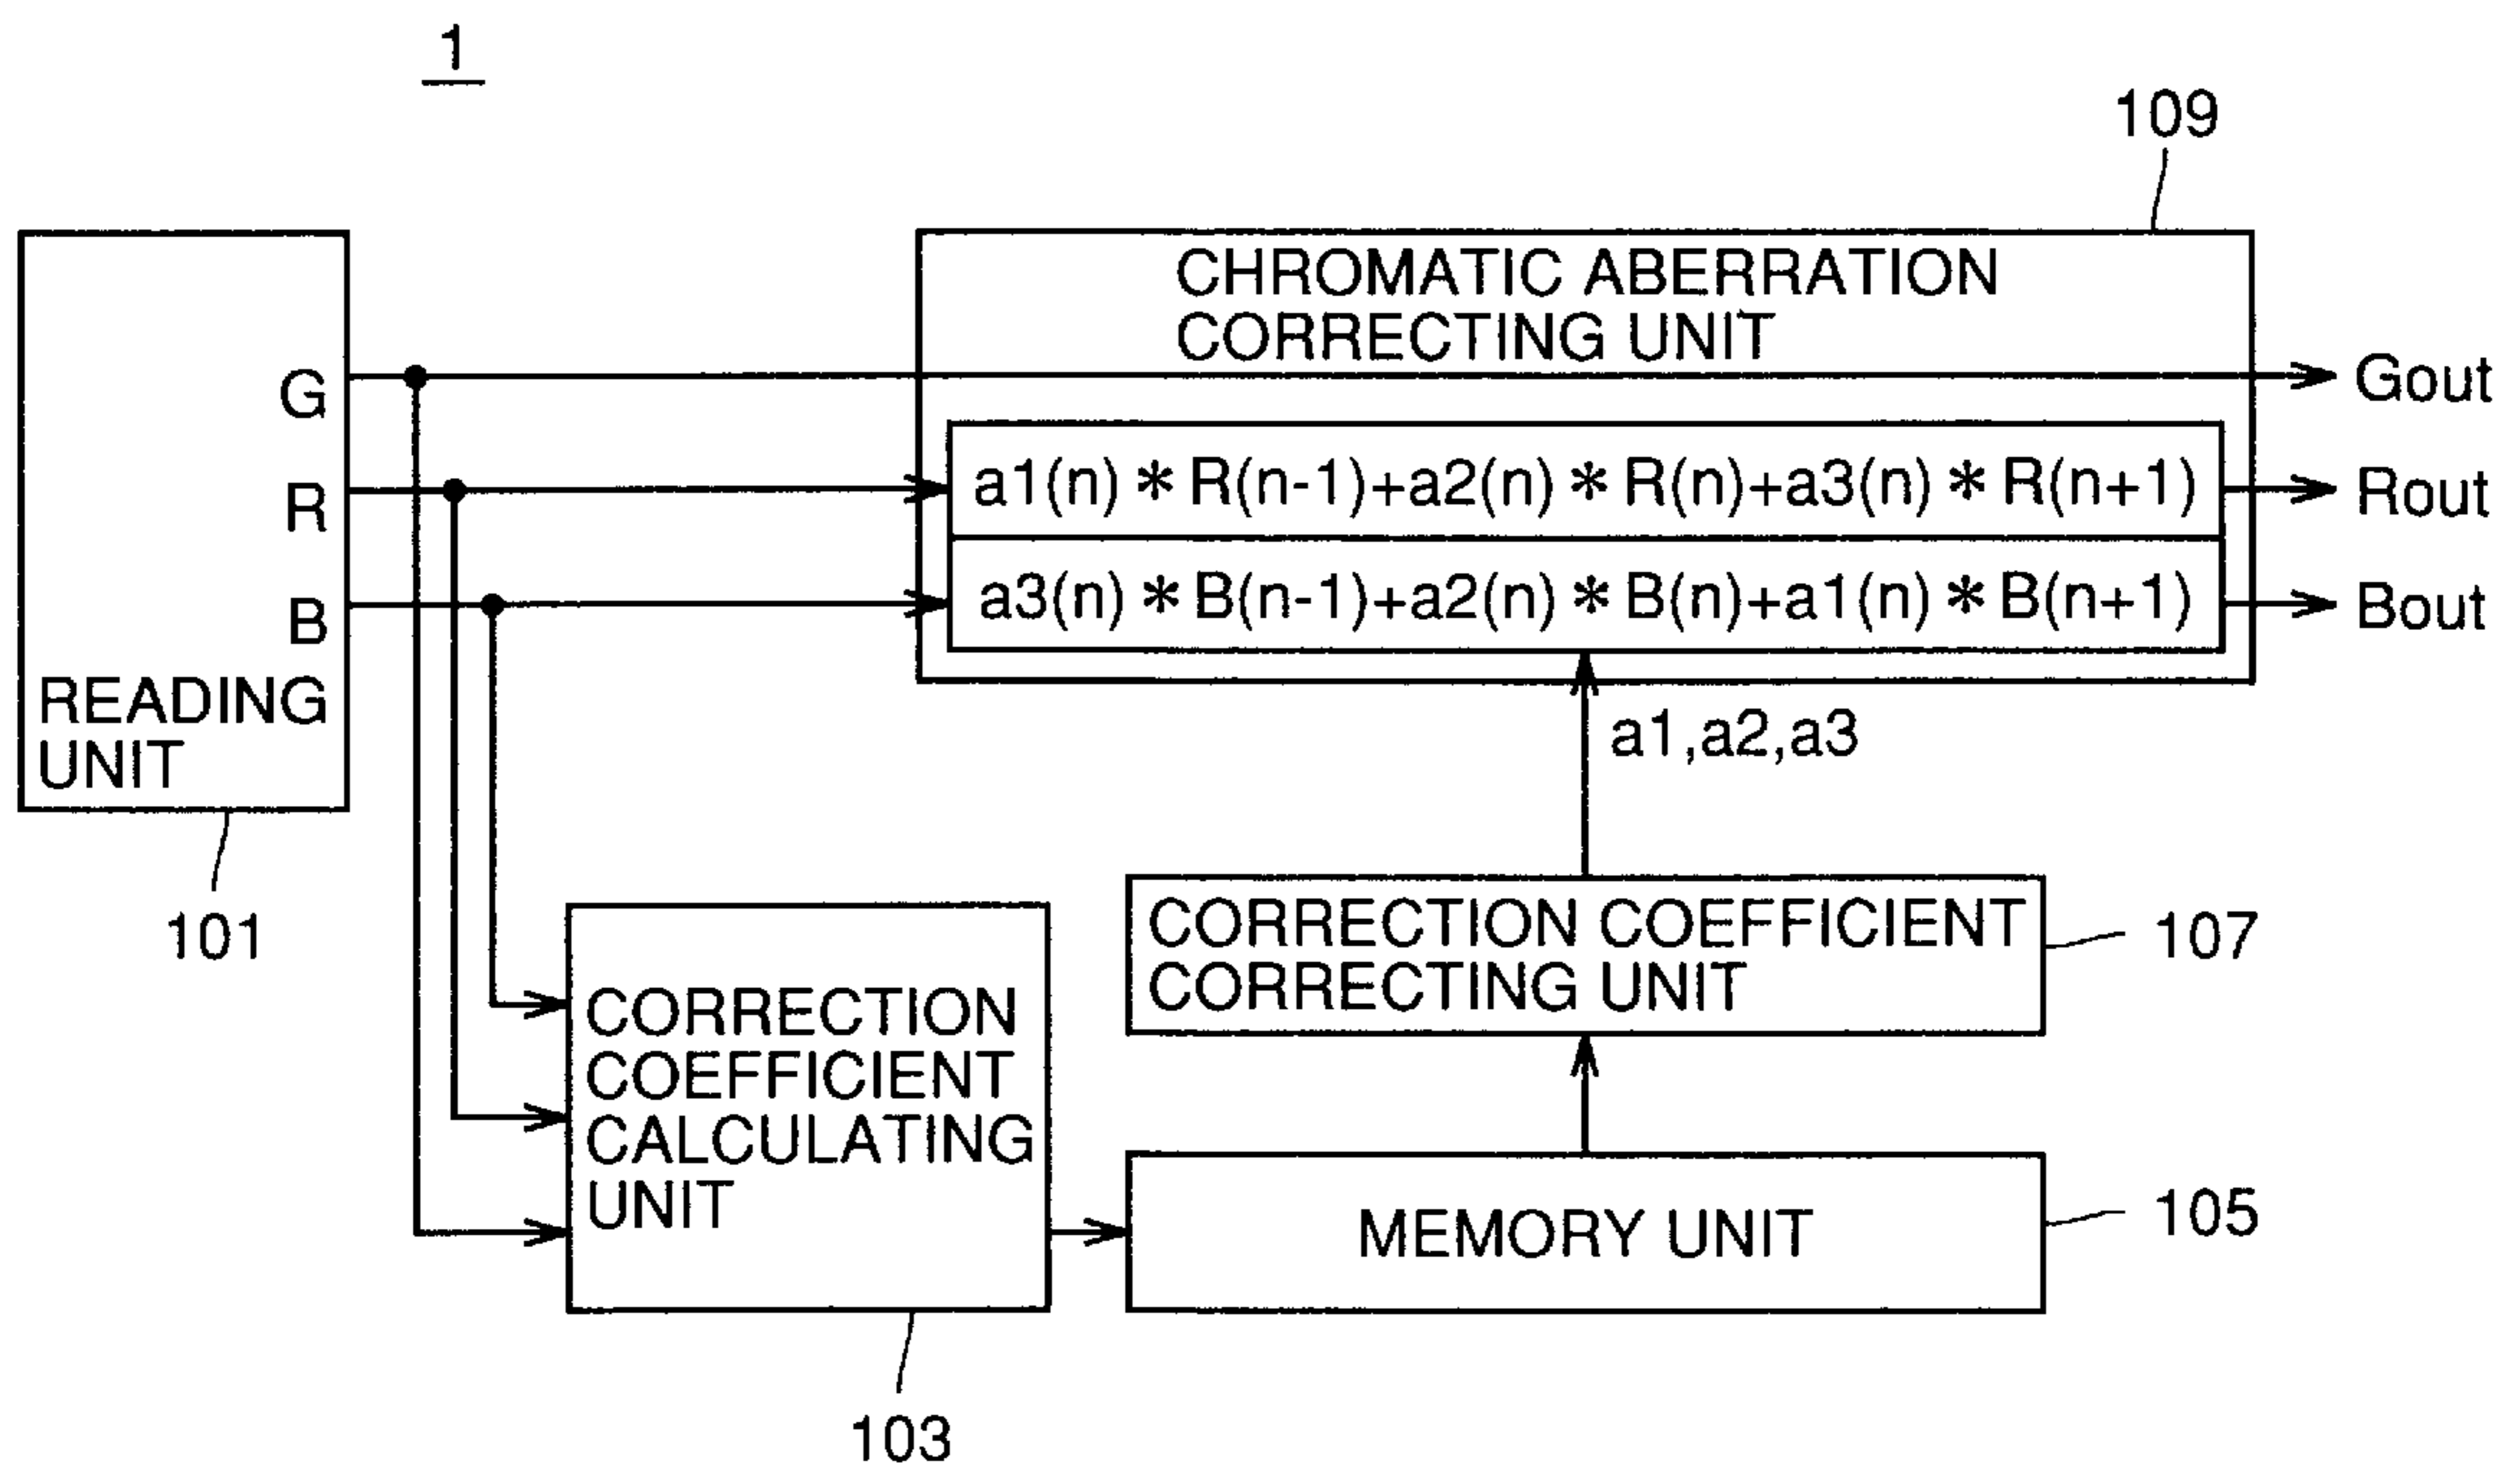 1
109
CHROMATIC ABERRATION
CORRECTING UNIT
G
Gout
R
a1(n) * R(n-1)+a2(n) * R(n)+a3(n) * R(n+1)
Rout
B
a3(n) * B(n-1)+a2(n) * B(n)+a1(n) * B(n+1)
Bout
READING
UNIT
a1,a2,a3
101
CORRECTION COEFFICIENT
CORRECTING UNIT
107
CORRECTION
COEFFICIENT
CALCULATING
UNIT
MEMORY UNIT
105
103